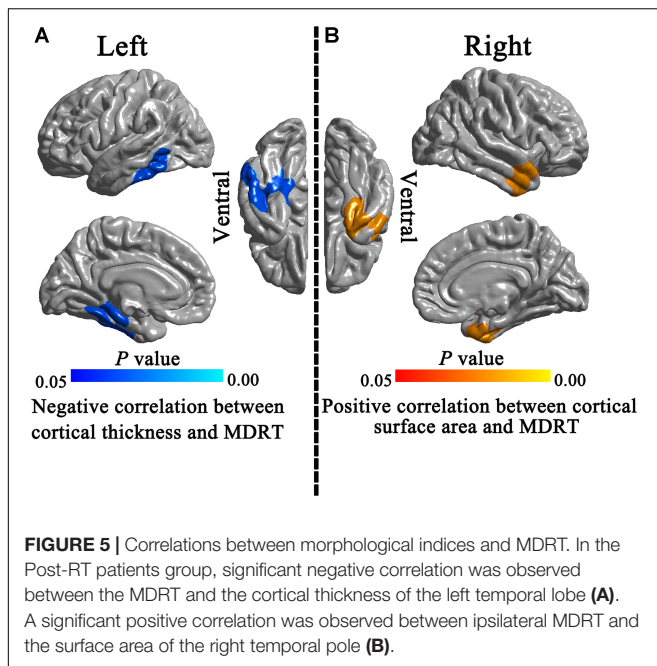 A
Left
B
Right
Ventral
Ventral
P value
0.05
0.00
Negative correlation between
cortical thickness and MDRT
P value
0.05
0.00
Positive correlation between cortical
surface area and MDRT
FIGURE 5 | Correlations between morphological indices and MDRT. In the
Post-RT patients group, significant negative correlation was observed
between the MDRT and the cortical thickness of the left temporal lobe (A).
A significant positive correlation was observed between ipsilateral MDRT and
the surface area of the right temporal pole (B).